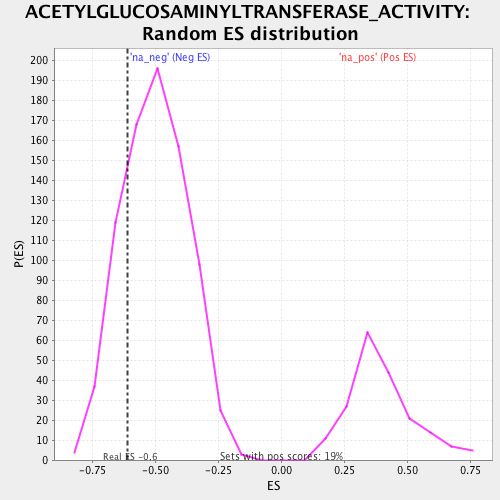 ACETYLGLUCOSAMINYLTRANSFERASE_ACTIVITY:
Random ES distribution
'na_neg' (Neg ES)
'na_pos' (Pos ES)
P(ES)
200
190
180
170
160
150
140
130
120
110
100
90
80
70
60
50
40
30
20
10
0
Real ES -0.6
Sets with pos scores: 19%
-0.75 -0.50 -0.25 0.00 0.25 0.50 0.75
ES